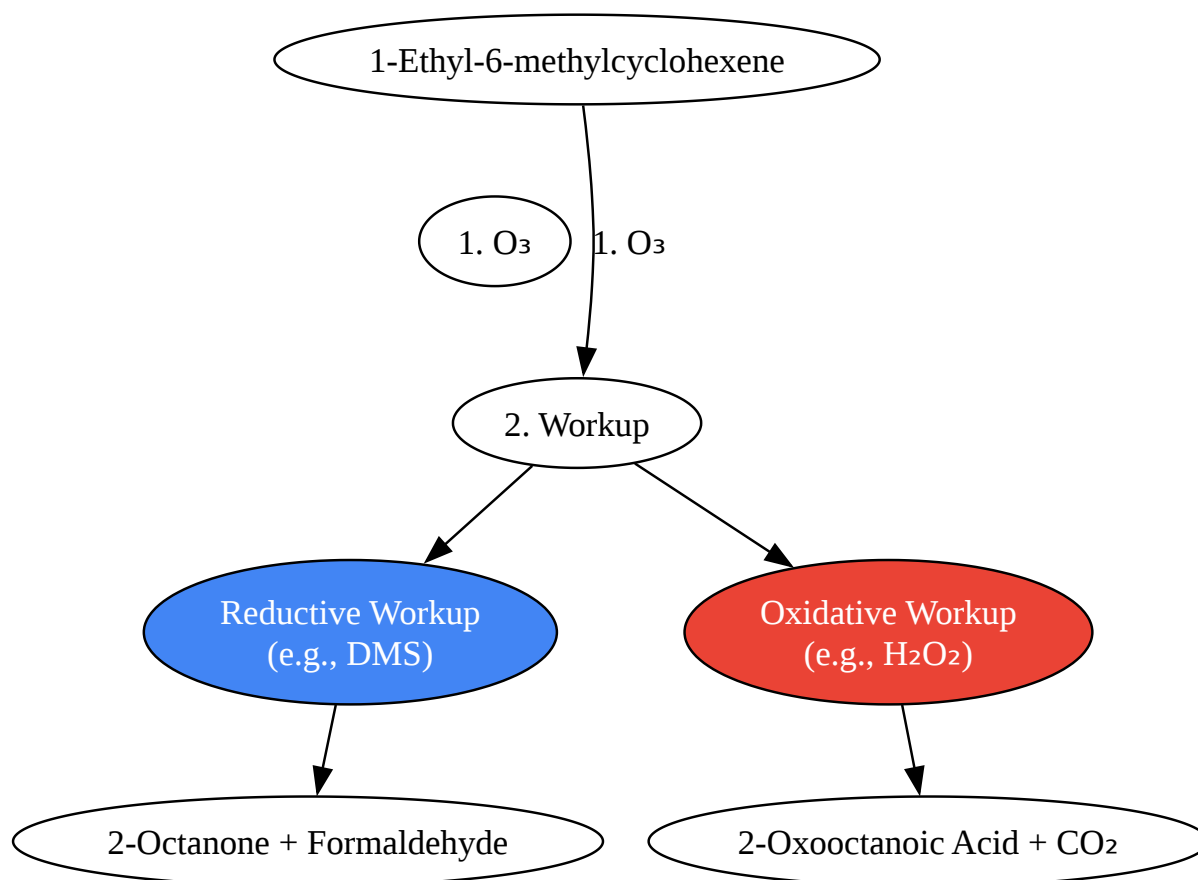 1-Ethyl-6-methylcyclohexene
1. O₃
1. O₃
2. Workup
Reductive Workup
(e.g., DMS)
Oxidative Workup
(e.g., H₂O₂)
2-Octanone + Formaldehyde
2-Oxooctanoic Acid + CO₂